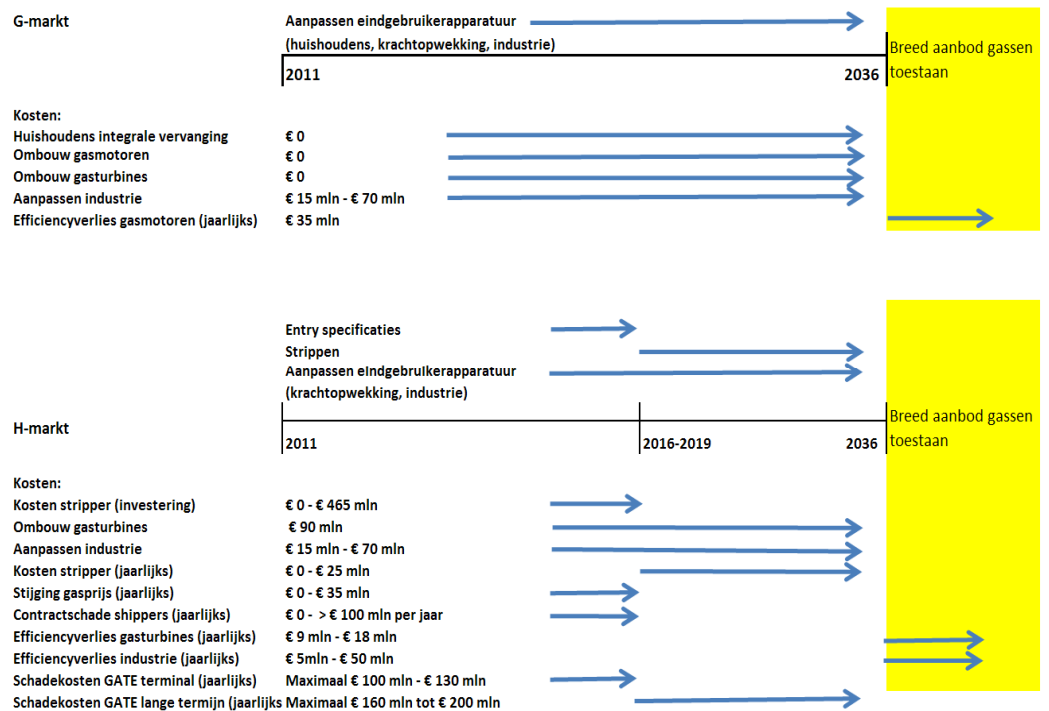 G-markt
Aanpassen eindgebruikerapparatuur
(huishoudens, krachtopwekking, industrie)
Breed aanbod gassen
toestaan
2011 2036
Kosten:
Huishoudens integrale vervanging € 0
Ombouw gasmotoren € 0
Ombouw gasturbines € 0
Aanpassen industrie € 15 mln - € 70 mln
Efficiencyverlies gasmotoren (jaarlijks) € 35 mln
Entry specificaties
Strippen
Aanpassen eIndgebruIkerapparatuur
(krachtopwekking, industrie)
Breed aanbod gassen
toestaan
H-markt
2011 2016-2019 2036
Kosten:
Kosten stripper (investering) € 0 - € 465 mln
Ombouw gasturbines € 90 mln
Aanpassen industrie € 15 mln - € 70 mln
Kosten stripper (jaarlijks) € 0 - € 25 mln
Stijging gasprijs (jaarlijks) € 0 - € 35 mln
Contractschade shippers (jaarlijks) € 0 - > € 100 mln per jaar
Efficiencyverlies gasturbines (jaarlijks) € 9 mln - € 18 mln
Efficiencyverlies industrie (jaarlijks) € 5mln - € 50 mln
Schadekosten GATE terminal (jaarlijks) Maximaal € 100 mln - € 130 mln
Schadekosten GATE lange termijn (jaarlijks Maximaal € 160 mln tot € 200 mln